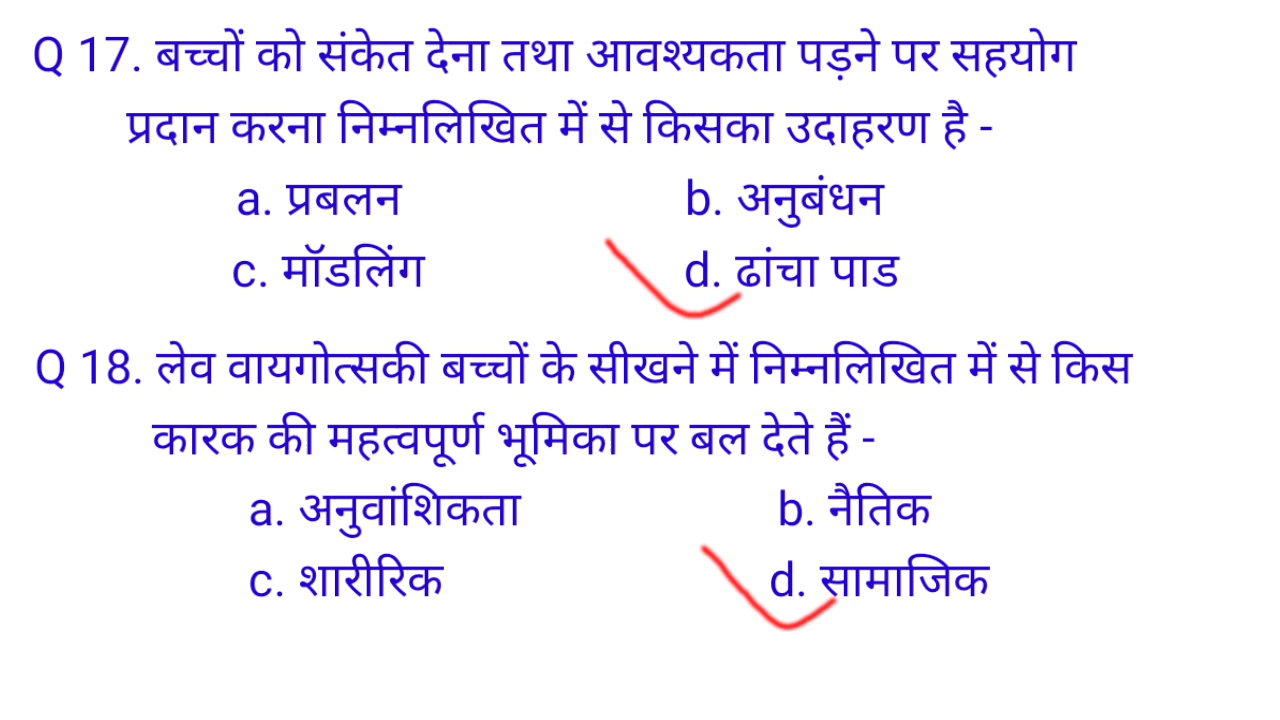 Q 17. बच्चों को संकेत देना तथा आवश्यकता पड़ने पर सहयोग
प्रदान करना निम्नलिखित में से किसका उदाहरण है -
a. प्रबलन b. अनुबंधन
c. मॉडलिंग d. ढांचा पाड
Q 18. लेव वायगोत्सकी बच्चों के सीखने में निम्नलिखित में से किस
कारक की महत्वपूर्ण भूमिका पर बल देते हैं -
a. अनुवांशिकता b. नैतिक
c. शारीरिक d. सामाजिक